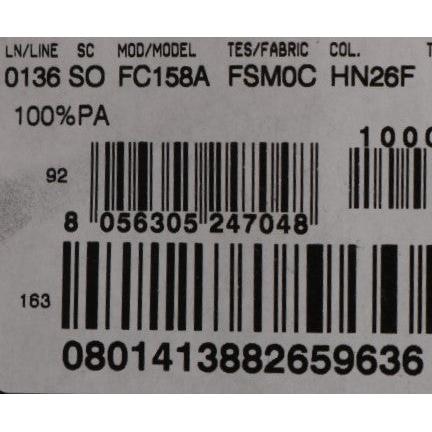 LN/LINE SC MOD/MODEL TES/FABRIC COL. T
0136 SO FC158A FSM0C HN26F
100%PA
1000
92
8 056305 247048
163
0801413882659636